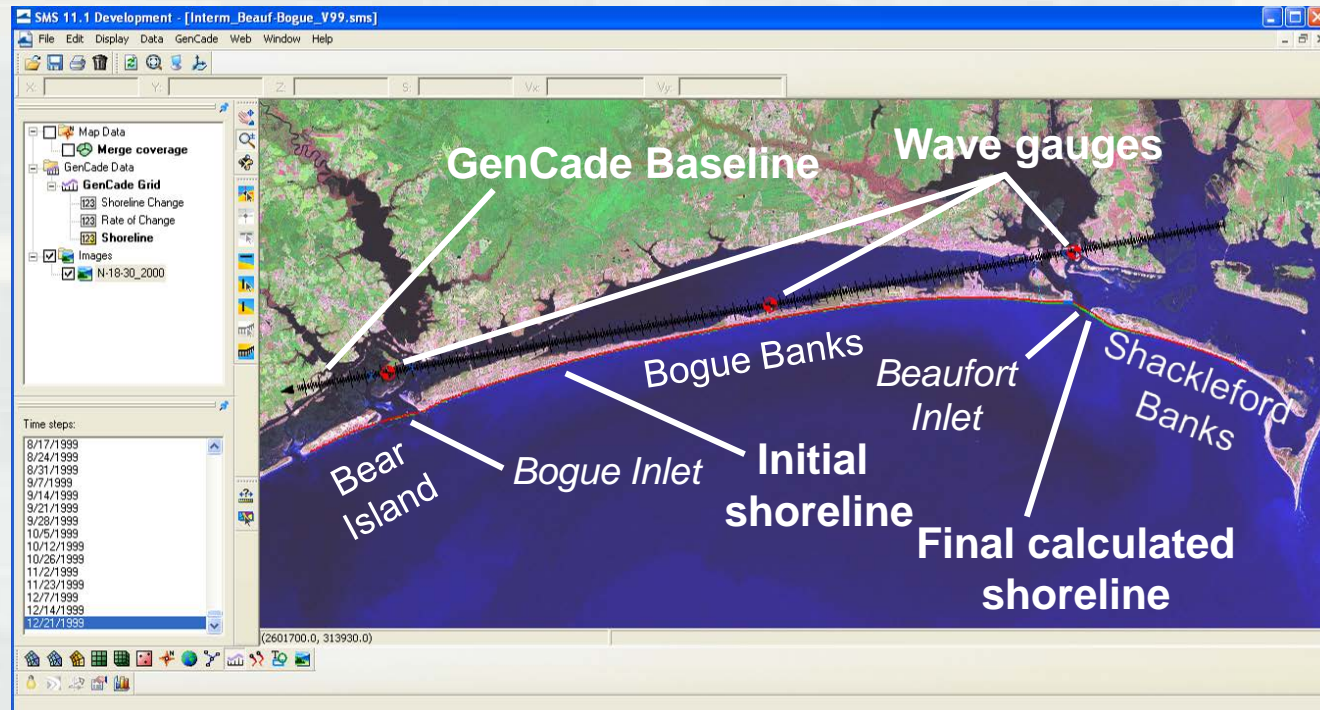 SMS 11.1 Development - [Interm_Beauf-Bogue_V99.sms]
File Edit Display Data GenCade Web Window Help
X: Y: Z: S: Vx: Vy:
Map Data
Merge coverage
GenCade Data
GenCade Grid
123 Shoreline Change
123 Rate of Change
123 Shoreline
Images
N-18-30_2000
Time steps:
8/17/1999
8/24/1999
8/31/1999
9/7/1999
9/14/1999
9/21/1999
9/28/1999
10/5/1999
10/12/1999
10/26/1999
11/2/1999
11/23/1999
12/7/1999
12/14/1999
12/21/1999
GenCade Baseline
Wave gauges
Bogue Banks
Beaufort
Inlet
Shackleford
Banks
Bear
Island
Bogue Inlet
Initial
shoreline
Final calculated
shoreline
(2601700.0, 313930.0)